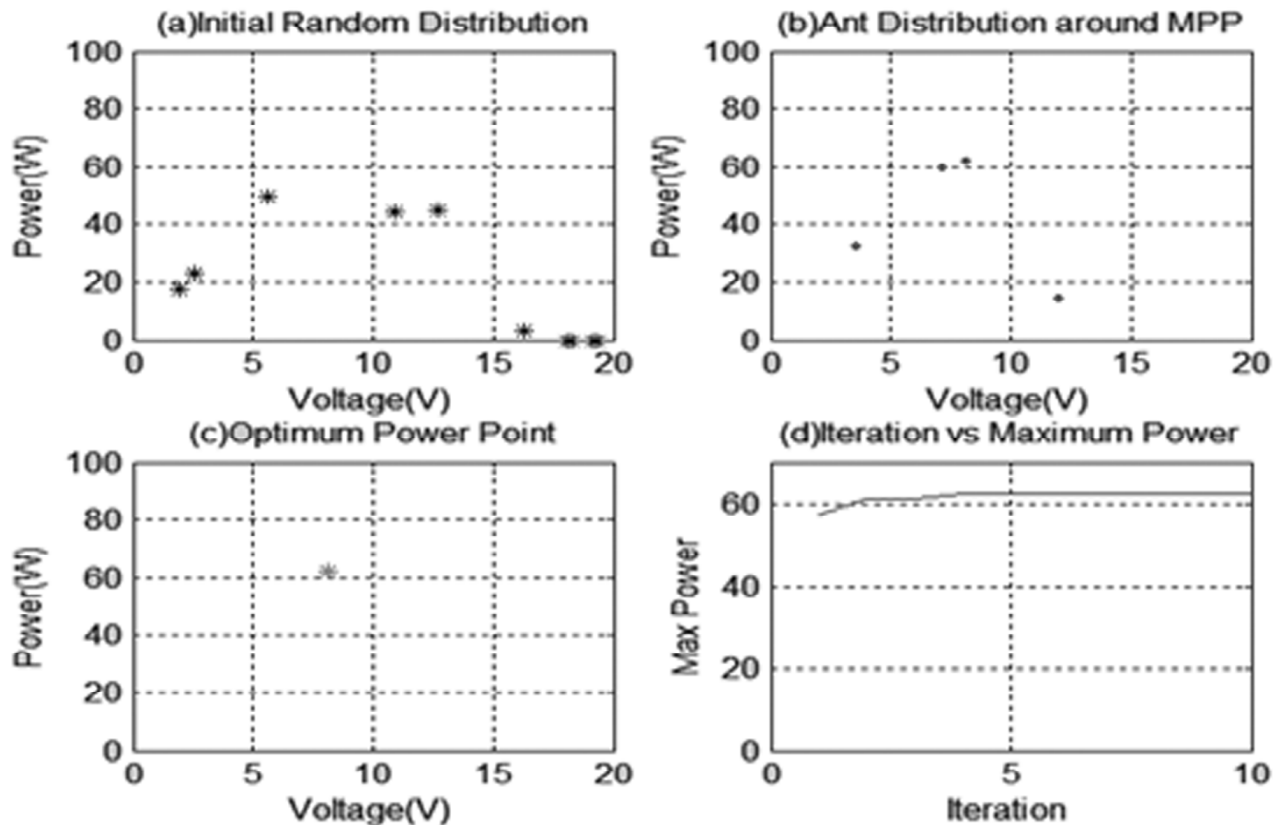 (a)Initial Random Distribution
100
80
60
40
20
0
Power(W)
0 5 10 15 20
Voltage(V)
(b)Ant Distribution around MPP
100
80
60
40
20
0
Power(W)
0 5 10 15 20
Voltage(V)
(c)Optimum Power Point
100
80
60
40
20
0
Power(W)
0 5 10 15 20
Voltage(V)
(d)Iteration vs Maximum Power
60
40
20
0
Max Power
0 5 10
Iteration